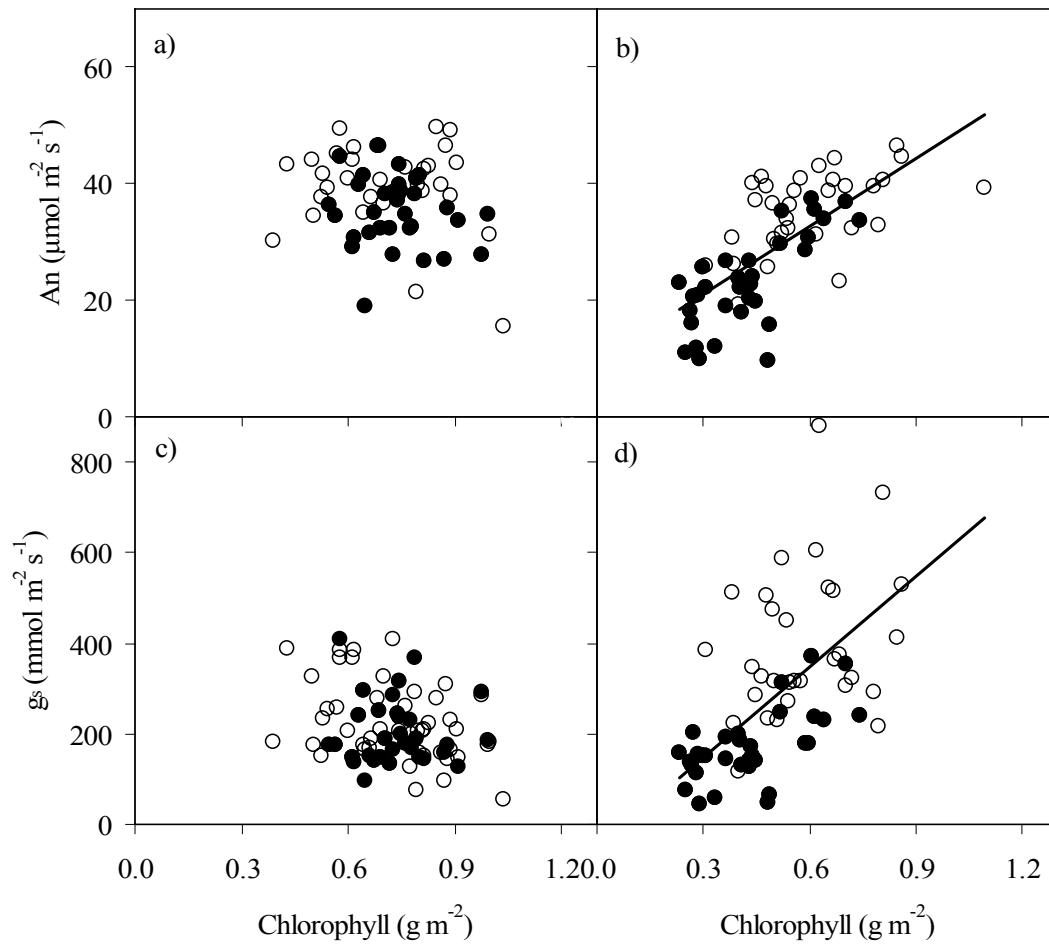 a)
b)
60
40
20
0
An (µmol m-2 s-1)
c)
d)
800
600
400
200
0
gs (mmol m-2 s-1)
0.0 0.3 0.6 0.9 1.20 0.3 0.6 0.9 1.2
Chlorophyll (g m-2) Chlorophyll (g m-2)